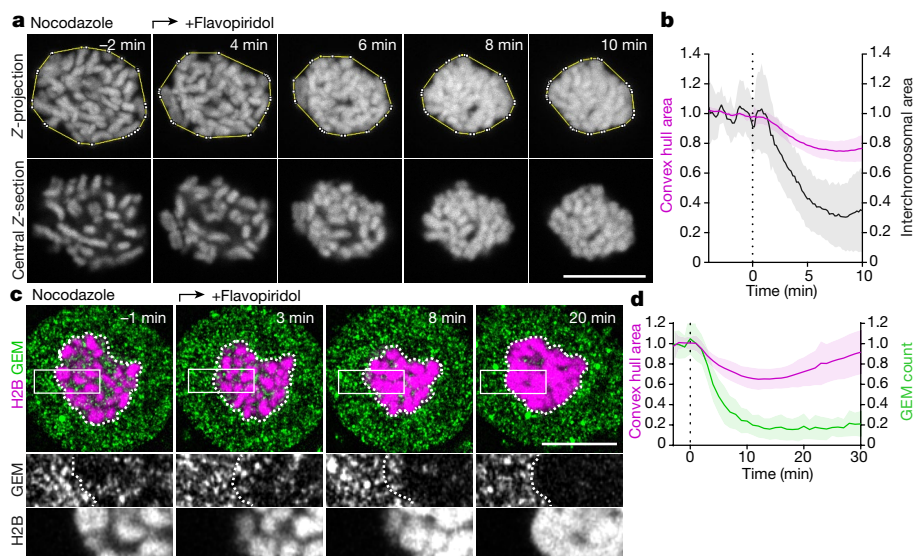 a
Nocodazole
+Flavopiridol
Z-projection
–2 min
4 min
6 min
8 min
10 min
Central Z-section
b
Convex hull area
1.4
1.2
1.0
0.8
0.6
0.4
0.2
0
1.4
1.2
1.0
0.8
0.6
0.4
0.2
0
Interchromosomal area
0
5
10
Time (min)
c
Nocodazole
+Flavopiridol
H2B GEM
–1 min
3 min
8 min
20 min
GEM
H2B
d
Convex hull area
1.2
1.0
0.8
0.6
0.4
0.2
0
1.2
1.0
0.8
0.6
0.4
0.2
0
GEM count
0
10
20
30
Time (min)